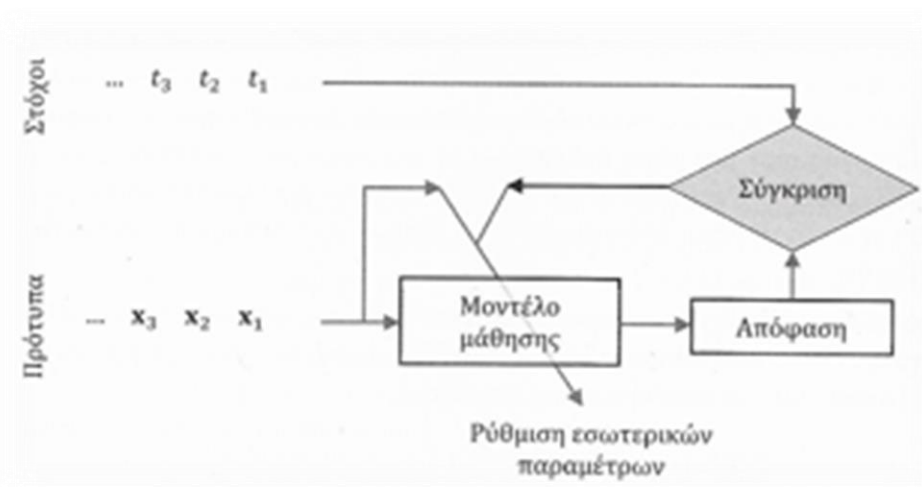 Στόχοι
... t₃ t₂ t₁
Σύγκριση
Πρότυπα
... x₃ x₂ x₁
Μοντέλο
μάθησης
Απόφαση
Ρύθμιση εσωτερικών
παραμέτρων